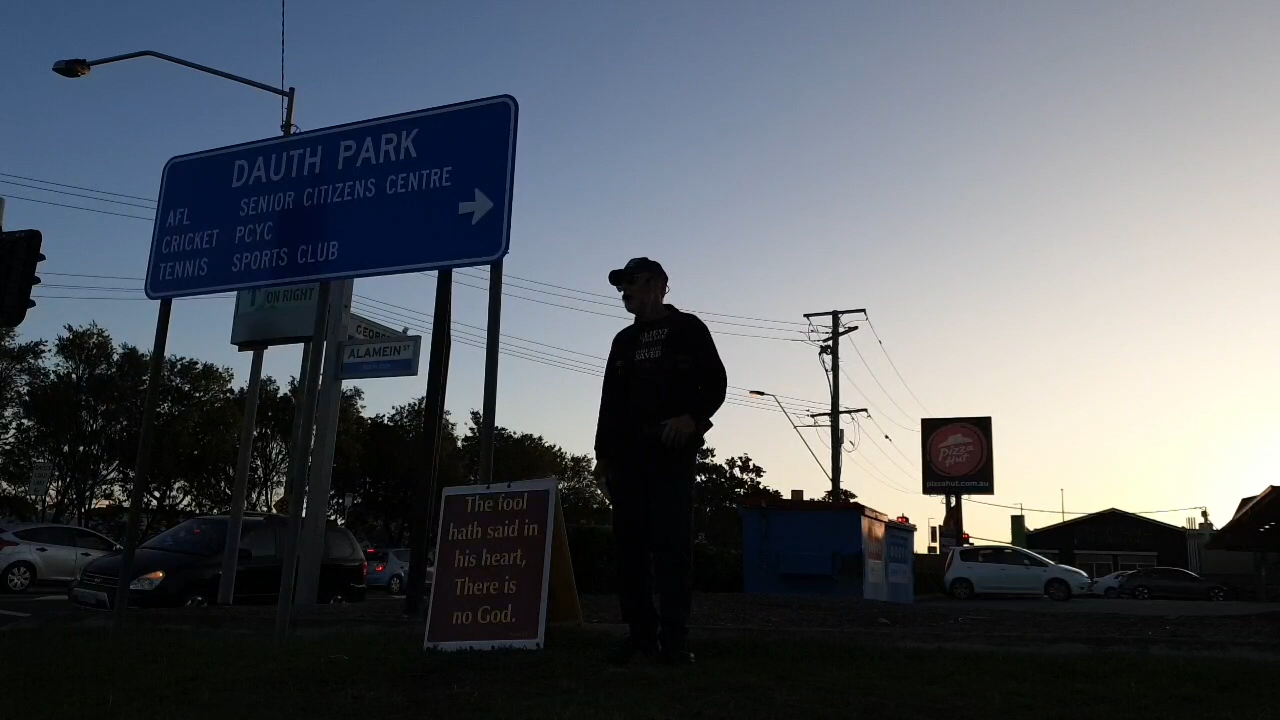 DAUTH PARK
SENIOR CITIZENS CENTRE
AFL
CRICKET PCYC
TENNIS SPORTS CLUB
ON RIGHT
ALAMEIN ST
The fool
hath said in
his heart,
There is
no God.
SAVED
Pizza
Hut
pizzahut.com.au